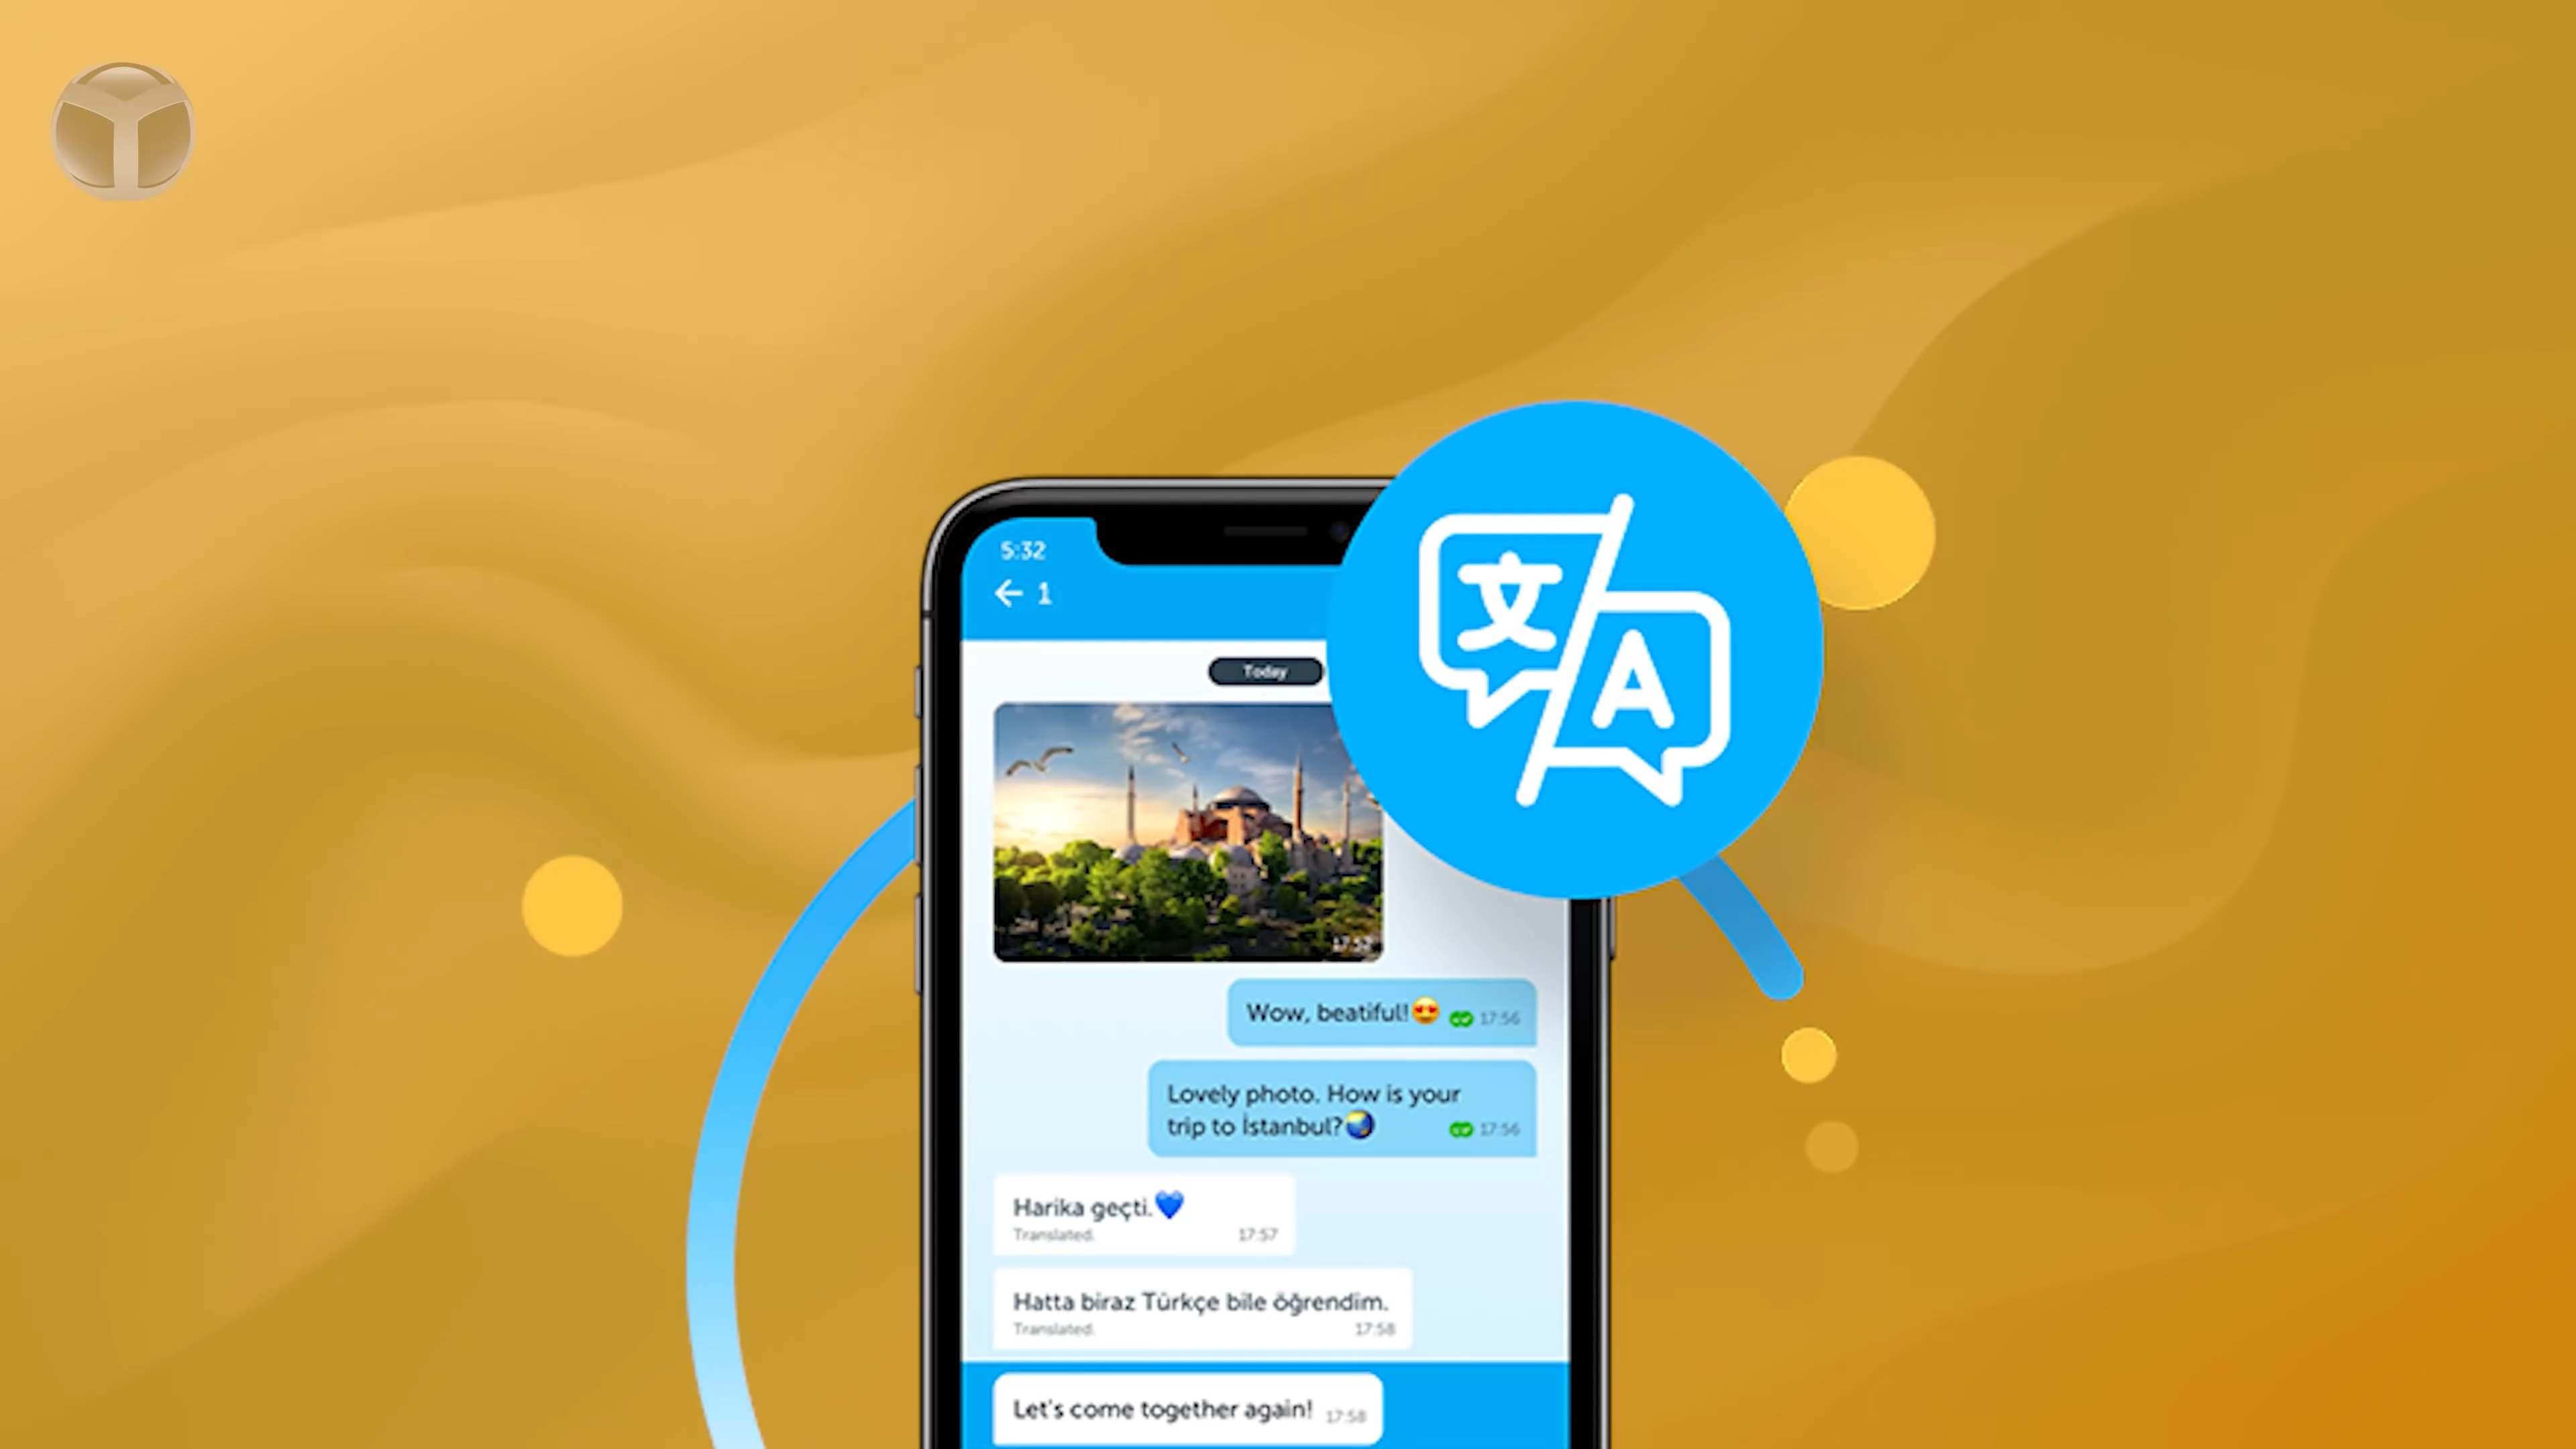 5:32
1
文
A
Today
17:52
Wow, beatiful!😍 17:56
Lovely photo. How is your
trip to İstanbul?🌏 17:56
Harika geçti.💙
Translated. 17:57
Hatta biraz Türkçe bile öğrendim.
Translated. 17:58
Let's come together again! 17:58